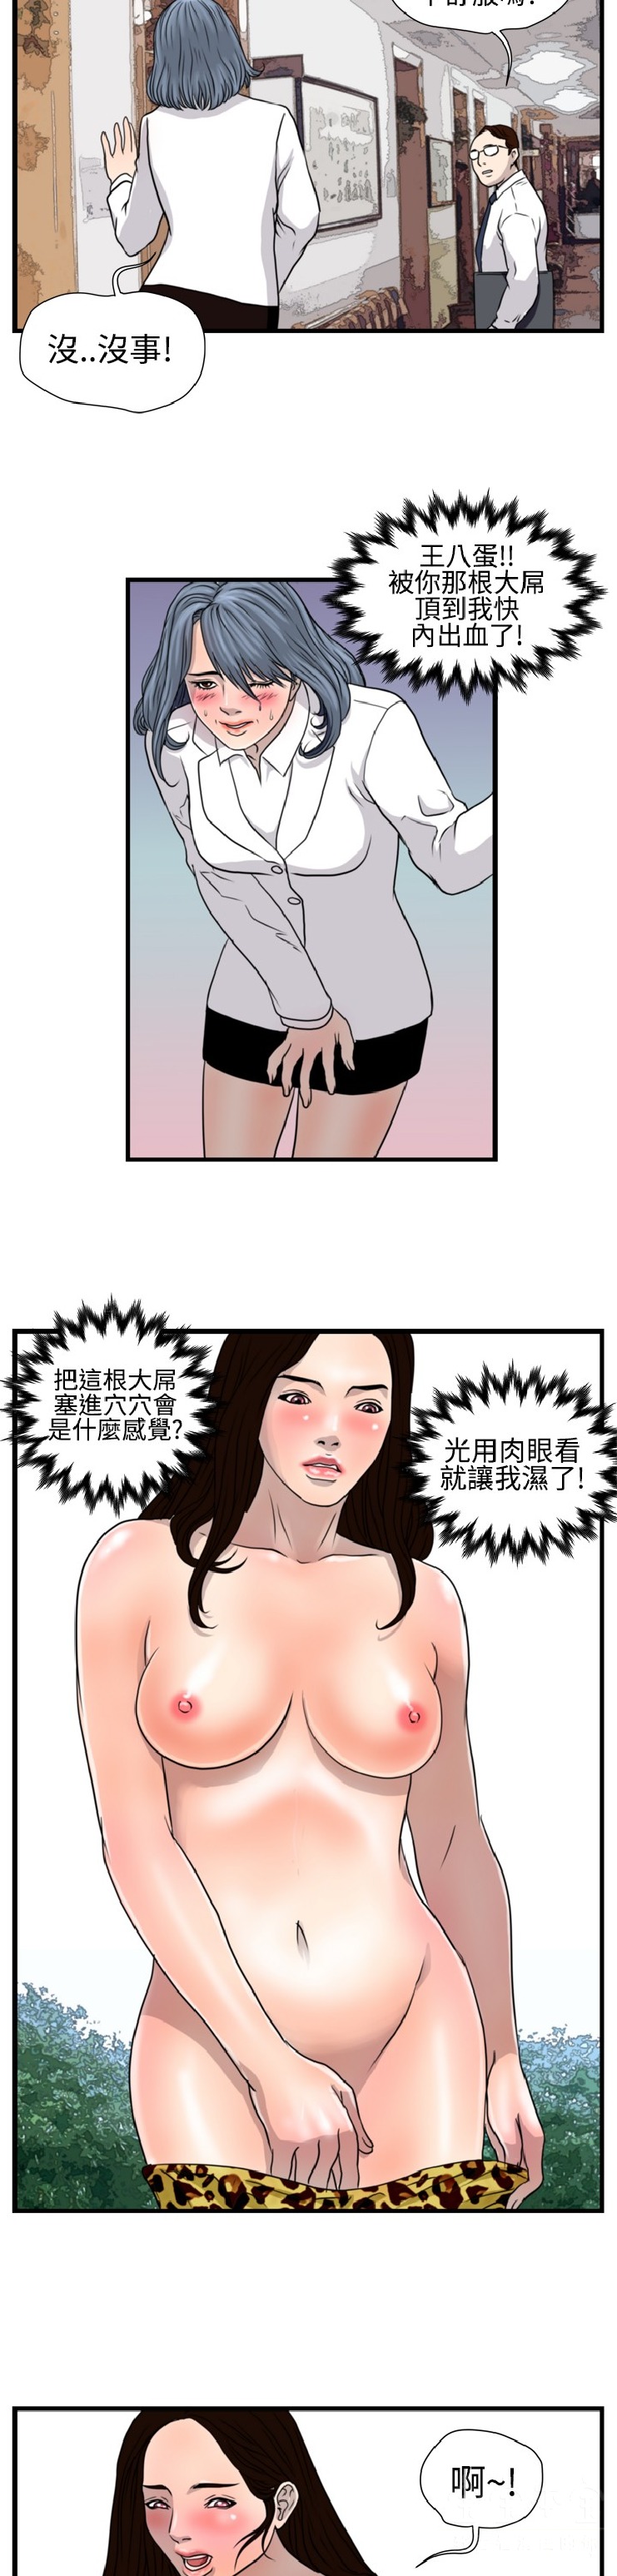 沒..沒事!
王八蛋!!
被你那根大屌
頂到我快
內出血了!
把這根大屌
塞進穴穴會
是什麼感覺?
光用肉眼看
就讓我濕了!
啊~!